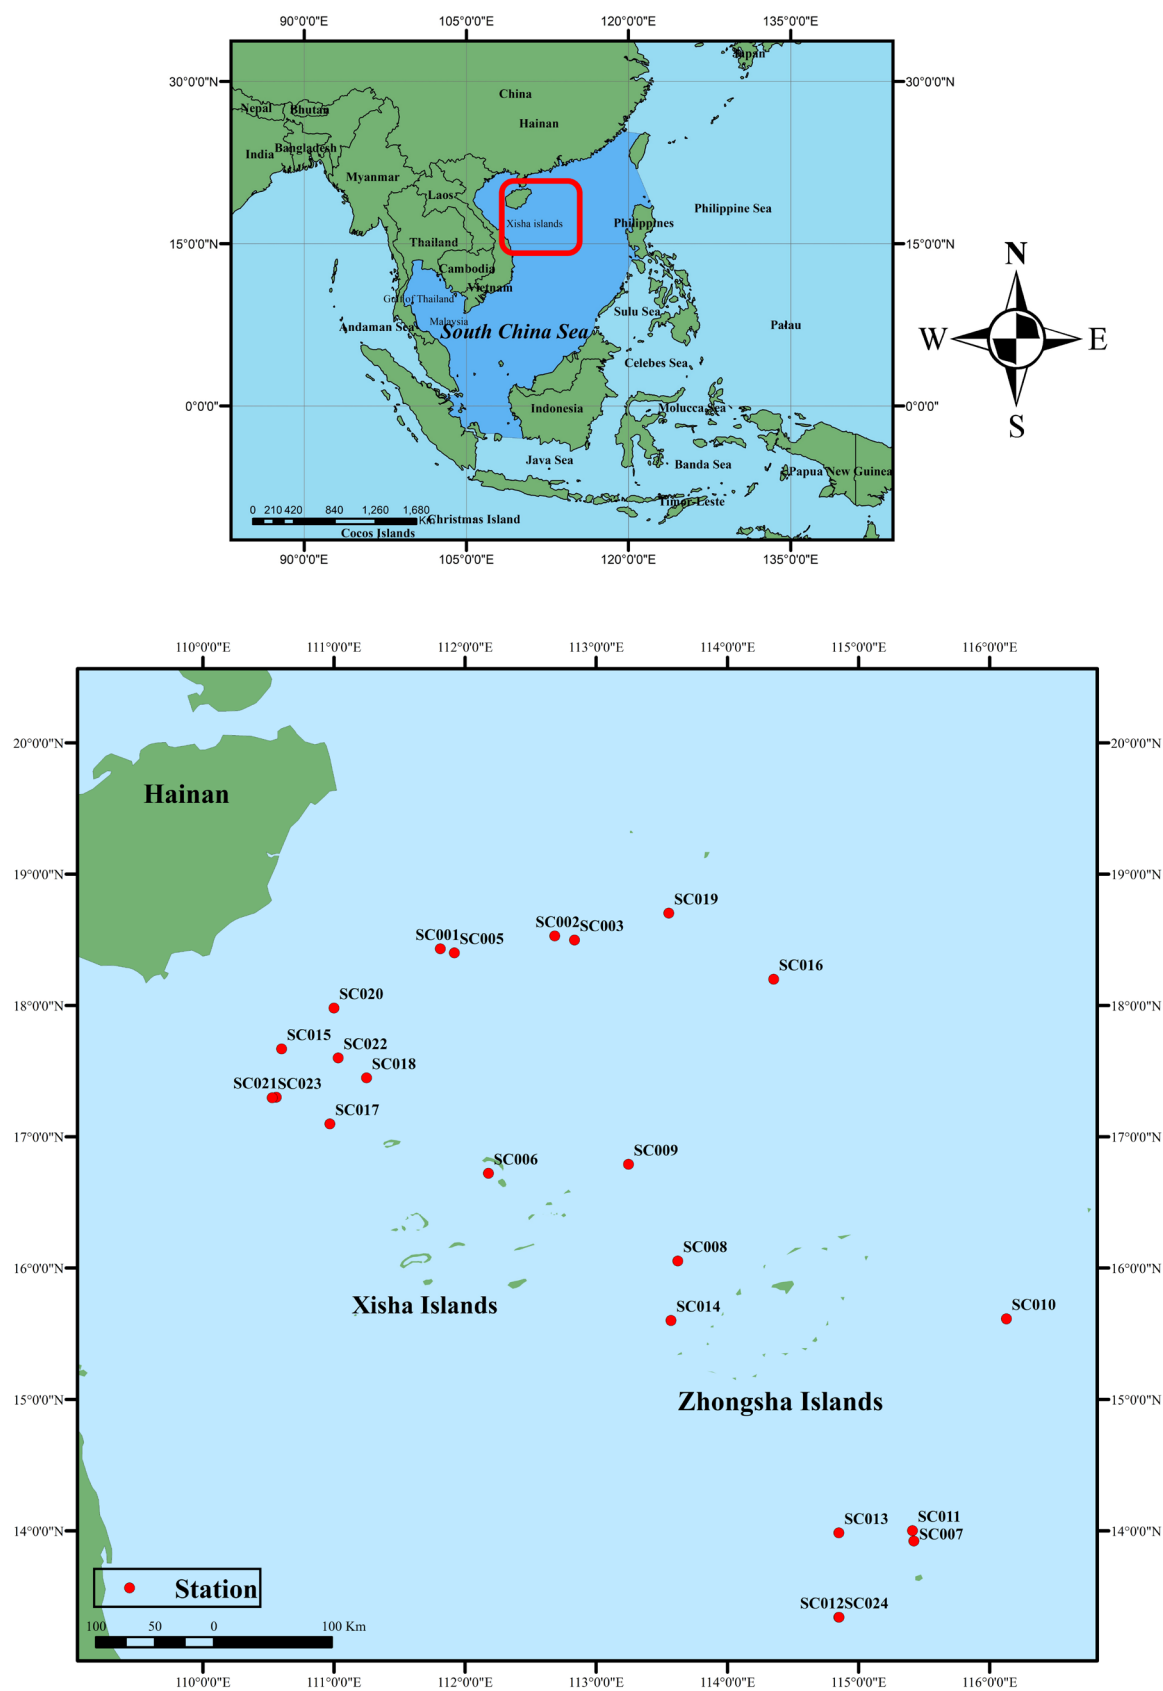 90°0'0"E 105°0'0"E 120°0'0"E 135°0'0"E
Japan
30°0'0"N 30°0'0"N
China
Nepal Bhutan
Hainan
India Bangladesh
Myanmar
Laos
Philippine Sea
Xisha islands Philippines
15°0'0"N Thailand 15°0'0"N
N
Cambodia
Vietnam
Gulf of Thailand
Sulu Sea
Malaysia
Andaman Sea South China Sea Palau
W E
Celebes Sea
0°0'0" Indonesia Molucca Sea 0°0'0"
S
Java Sea Banda Sea
Papua New Guinea
Timor-Leste
0 210 420 840 1,260 1,680
Km
Christmas Island
Cocos Islands
90°0'0"E 105°0'0"E 120°0'0"E 135°0'0"E
110°0'0"E 111°0'0"E 112°0'0"E 113°0'0"E 114°0'0"E 115°0'0"E 116°0'0"E
20°0'0"N 20°0'0"N
Hainan
19°0'0"N 19°0'0"N
SC019
SC002 SC003
SC001 SC005
SC016
SC020
18°0'0"N 18°0'0"N
SC015
SC022
SC018
SC021 SC023
SC017
17°0'0"N 17°0'0"N
SC009
SC006
SC008
16°0'0"N 16°0'0"N
Xisha Islands SC014 SC010
Zhongsha Islands
15°0'0"N 15°0'0"N
SC013 SC011
14°0'0"N SC007 14°0'0"N
Station
SC012 SC024
100 50 0 100 Km
110°0'0"E 111°0'0"E 112°0'0"E 113°0'0"E 114°0'0"E 115°0'0"E 116°0'0"E